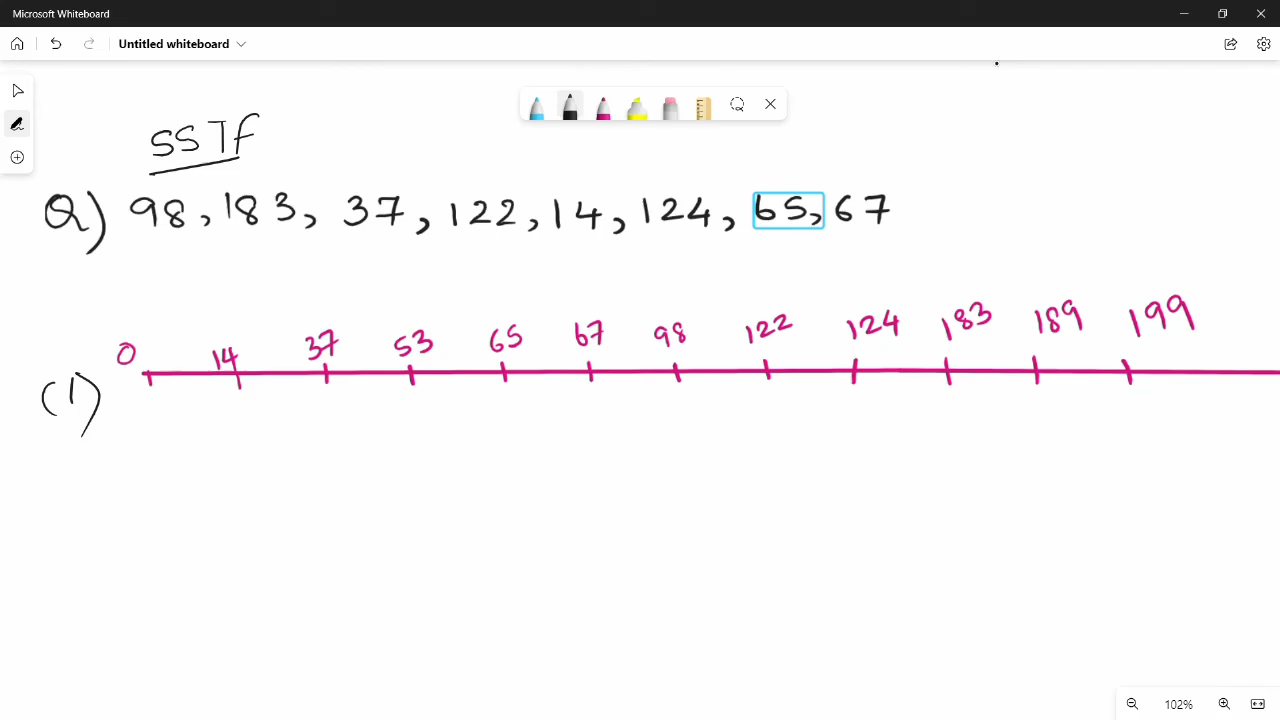 Microsoft Whiteboard
Untitled whiteboard
SSTf
Q) 98, 183, 37, 122, 14, 124, 65, 67
0 14 37 53 65 67 98 122 124 183 189 199
(1)
102%